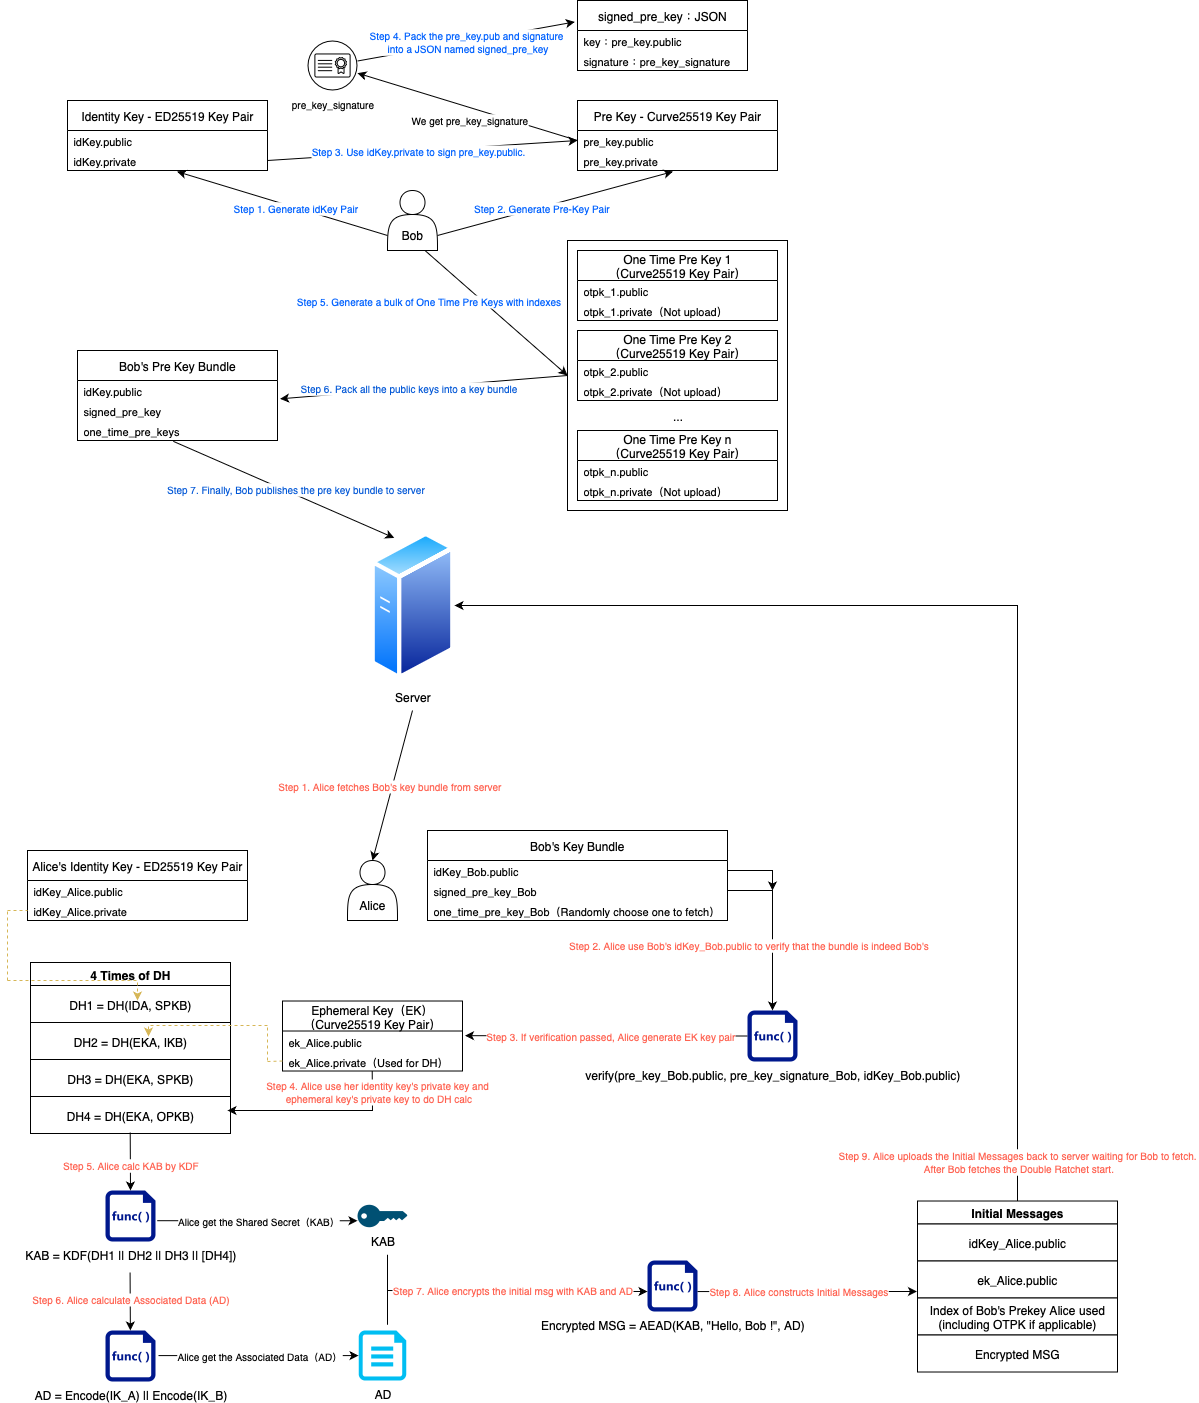 signed_pre_key：JSON
key：pre_key.public
signature：pre_key_signature
Step 4. Pack the pre_key.pub and signature
into a JSON named signed_pre_key
pre_key_signature
We get pre_key_signature
Identity Key - ED25519 Key Pair
idKey.public
idKey.private
Step 3. Use idKey.private to sign pre_key.public.
Pre Key - Curve25519 Key Pair
pre_key.public
pre_key.private
Step 1. Generate idKey Pair
Step 2. Generate Pre-Key Pair
Bob
One Time Pre Key 1
（Curve25519 Key Pair）
otpk_1.public
otpk_1.private（Not upload）
Step 5. Generate a bulk of One Time Pre Keys with indexes
One Time Pre Key 2
（Curve25519 Key Pair）
otpk_2.public
otpk_2.private（Not upload）
...
One Time Pre Key n
（Curve25519 Key Pair）
otpk_n.public
otpk_n.private（Not upload）
Step 6. Pack all the public keys into a key bundle
Bob's Pre Key Bundle
idKey.public
signed_pre_key
one_time_pre_keys
Step 7. Finally, Bob publishes the pre key bundle to server
Server
Step 1. Alice fetches Bob's key bundle from server
Alice
Bob's Key Bundle
idKey_Bob.public
signed_pre_key_Bob
one_time_pre_key_Bob（Randomly choose one to fetch）
Alice's Identity Key - ED25519 Key Pair
idKey_Alice.public
idKey_Alice.private
Step 2. Alice use Bob's idKey_Bob.public to verify that the bundle is indeed Bob's
func( )
verify(pre_key_Bob.public, pre_key_signature_Bob, idKey_Bob.public)
Step 3. If verification passed, Alice generate EK key pair
Ephemeral Key（EK）
（Curve25519 Key Pair）
ek_Alice.public
ek_Alice.private（Used for DH）
Step 4. Alice use her identity key's private key and
ephemeral key's private key to do DH calc
4 Times of DH
DH1 = DH(IDA, SPKB)
DH2 = DH(EKA, IKB)
DH3 = DH(EKA, SPKB)
DH4 = DH(EKA, OPKB)
Step 5. Alice calc KAB by KDF
func( )
Alice get the Shared Secret（KAB）
KAB
KAB = KDF(DH1 || DH2 || DH3 || [DH4])
Step 6. Alice calculate Associated Data (AD)
func( )
Alice get the Associated Data（AD）
AD
AD = Encode(IK_A) || Encode(IK_B)
Step 7. Alice encrypts the initial msg with KAB and AD
func( )
Encrypted MSG = AEAD(KAB, "Hello, Bob !", AD)
Step 8. Alice constructs Initial Messages
Step 9. Alice uploads the Initial Messages back to server waiting for Bob to fetch.
After Bob fetches the Double Ratchet start.
Initial Messages
idKey_Alice.public
ek_Alice.public
Index of Bob's Prekey Alice used
(including OTPK if applicable)
Encrypted MSG